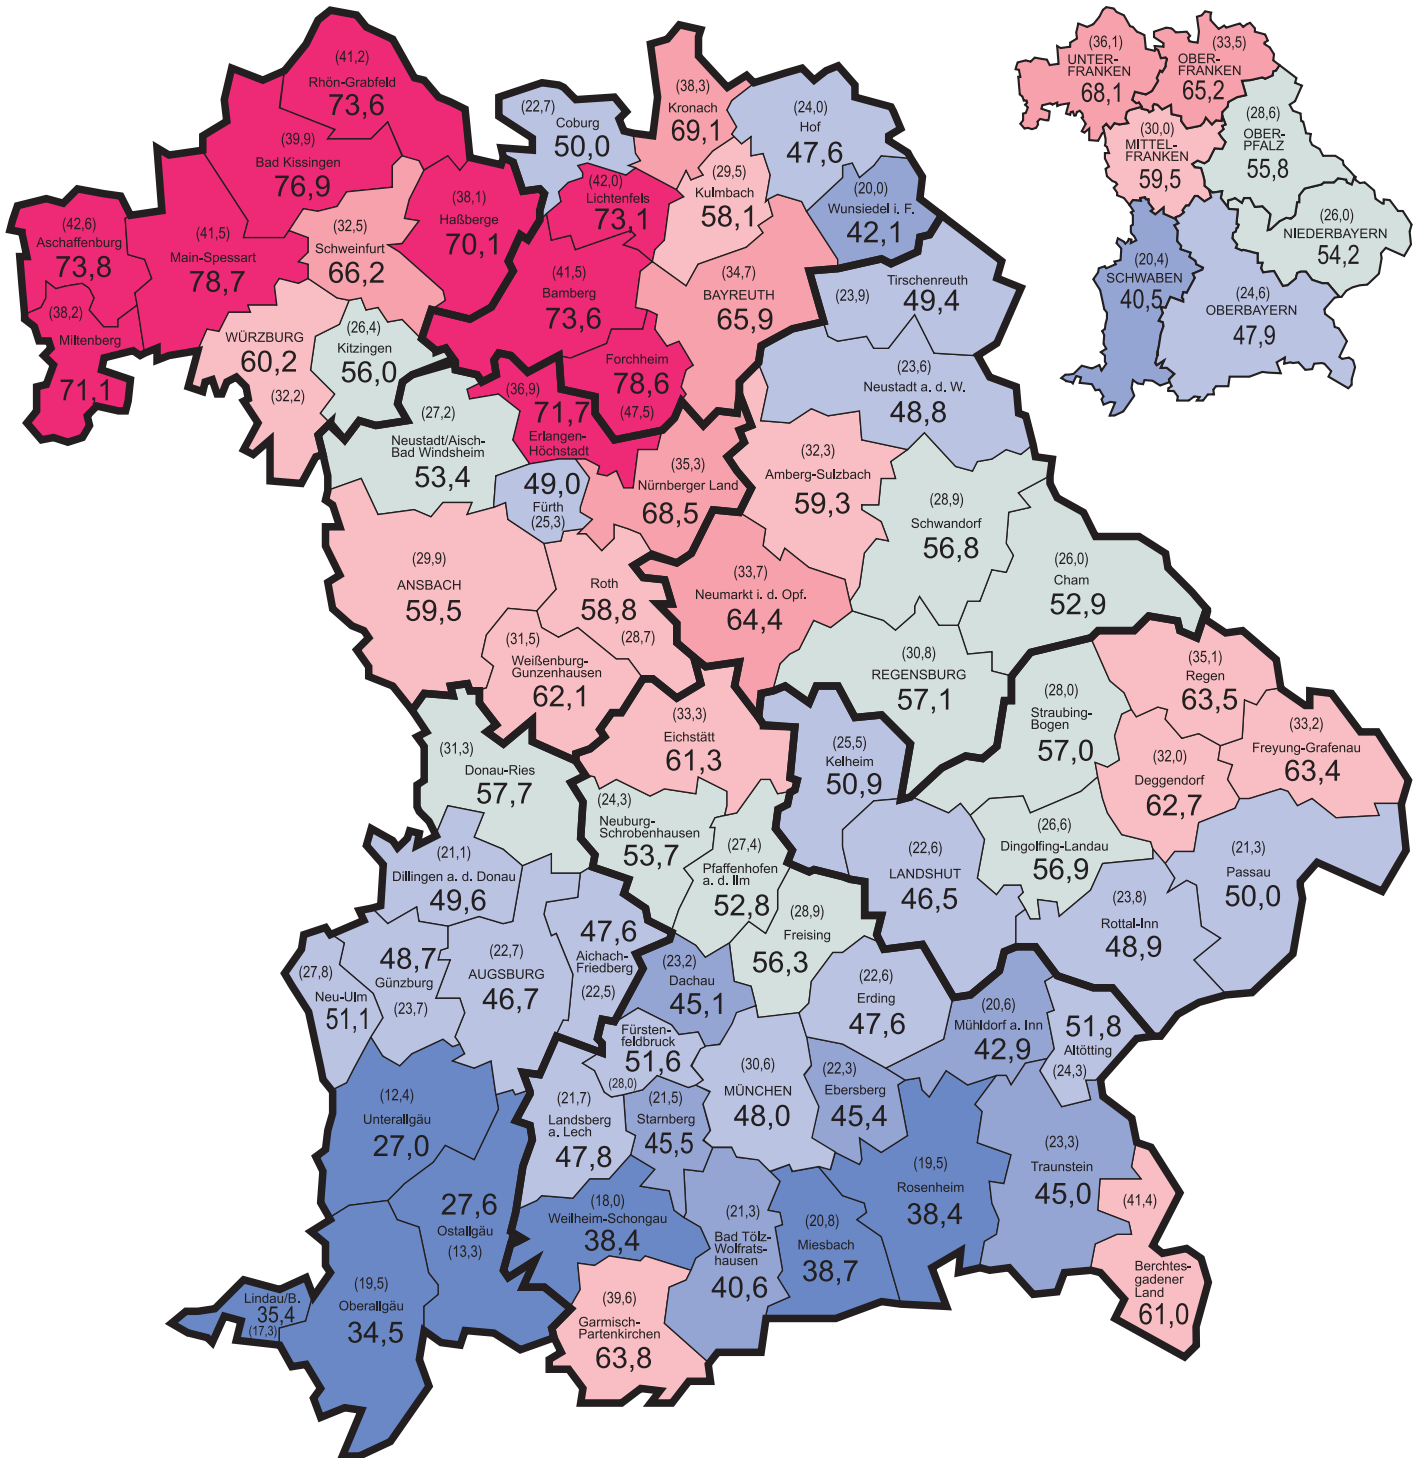 (41,2)
Rhön-Grabfeld
73,6
(39,9)
Bad Kissingen
76,9
(42,6)
Aschaffenburg
73,8
(41,5)
Main-Spessart
78,7
(38,2)
Miltenberg
71,1
(32,5)
Schweinfurt
66,2
(38,1)
Haßberge
70,1
WÜRZBURG
60,2
(32,2)
(26,4)
Kitzingen
56,0
(22,7)
Coburg
50,0
(38,3)
Kronach
69,1
(24,0)
Hof
47,6
(42,0)
Lichtenfels
73,1
(29,5)
Kulmbach
58,1
(20,0)
Wunsiedel i. F.
42,1
(41,5)
Bamberg
73,6
(34,7)
BAYREUTH
65,9
Forchheim
78,6
(47,5)
Tirschenreuth
(23,9)
49,4
(23,6)
Neustadt a. d. W.
48,8
(27,2)
Neustadt/Aisch-
Bad Windsheim
53,4
(36,9)
71,7
Erlangen-
Höchstadt
49,0
Fürth
(25,3)
(35,3)
Nürnberger Land
68,5
(32,3)
Amberg-Sulzbach
59,3
(28,9)
Schwandorf
56,8
(26,0)
Cham
52,9
(29,9)
ANSBACH
59,5
Roth
58,8
(28,7)
(33,7)
Neumarkt i. d. Opf.
64,4
(31,5)
Weißenburg-
Gunzenhausen
62,1
(30,8)
REGENSBURG
57,1
(35,1)
Regen
63,5
(28,0)
Straubing-
Bogen
57,0
(33,2)
Freyung-Grafenau
63,4
(32,0)
Deggendorf
62,7
(33,3)
Eichstätt
61,3
(25,5)
Kelheim
50,9
(31,3)
Donau-Ries
57,7
(24,3)
Neuburg-
Schrobenhausen
53,7
(27,4)
Pfaffenhofen
a. d. Ilm
52,8
(22,6)
LANDSHUT
46,5
(26,6)
Dingolfing-Landau
56,9
(21,3)
Passau
50,0
(23,8)
Rottal-Inn
48,9
(21,1)
Dillingen a. d. Donau
49,6
47,6
Aichach-
Friedberg
(22,5)
(28,9)
Freising
56,3
(27,8)
Neu-Ulm
51,1
48,7
Günzburg
(23,7)
(22,7)
AUGSBURG
46,7
(23,2)
Dachau
45,1
(22,6)
Erding
47,6
(20,6)
Mühldorf a. Inn
42,9
51,8
Altötting
(24,3)
Fürsten-
feldbruck
51,6
(28,0)
(30,6)
MÜNCHEN
48,0
(22,3)
Ebersberg
45,4
(12,4)
Unterallgäu
27,0
(21,7)
Landsberg
a. Lech
47,8
(21,5)
Starnberg
45,5
(19,5)
Rosenheim
38,4
(23,3)
Traunstein
45,0
(41,4)
Berchtes-
gadener
Land
61,0
27,6
Ostallgäu
(13,3)
(18,0)
Weilheim-Schongau
38,4
(21,3)
Bad Tölz-
Wolfrats-
hausen
40,6
(20,8)
Miesbach
38,7
Lindau/B.
35,4
(17,3)
(19,5)
Oberallgäu
34,5
(39,6)
Garmisch-
Partenkirchen
63,8
(36,1)
UNTER-
FRANKEN
68,1
(33,5)
OBER-
FRANKEN
65,2
(30,0)
MITTEL-
FRANKEN
59,5
(28,6)
OBER-
PFALZ
55,8
(26,0)
NIEDERBAYERN
54,2
(20,4)
SCHWABEN
40,5
(24,6)
OBERBAYERN
47,9